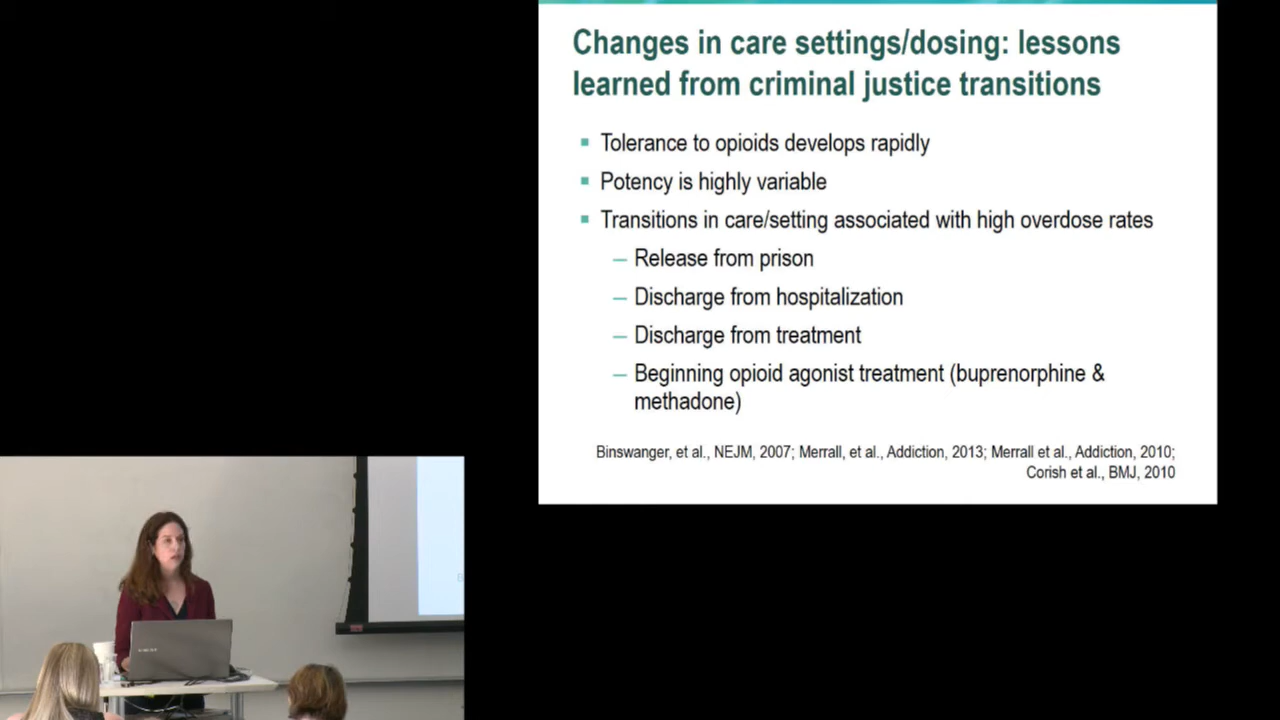 Changes in care settings/dosing: lessons
learned from criminal justice transitions
Tolerance to opioids develops rapidly
Potency is highly variable
Transitions in care/setting associated with high overdose rates
– Release from prison
– Discharge from hospitalization
– Discharge from treatment
– Beginning opioid agonist treatment (buprenorphine &
methadone)
Binswanger, et al., NEJM, 2007; Merrall, et al., Addiction, 2013; Merrall et al., Addiction, 2010;
Corish et al., BMJ, 2010